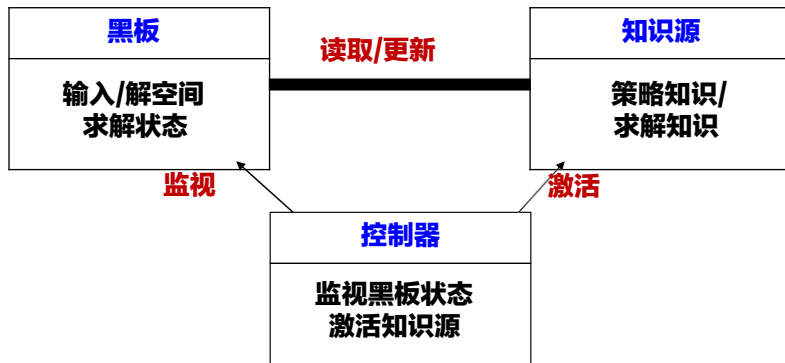 黑板
输入/解空间
求解状态
读取/更新
知识源
策略知识/
求解知识
监视
激活
控制器
监视黑板状态
激活知识源